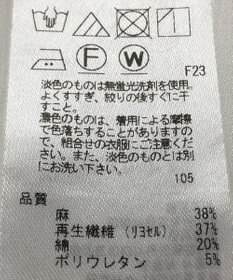 F
W
F23
淡色のものは無蛍光洗剤を使用。
よくすすぎ、絞りの後すぐに干
すこと。
濃色のものは、着用による摩擦
で色落ちすることがありますの
で、組合せの衣服にご注意くださ
い。また、淡色のものとは別
にお洗い下さい。
105
品質
麻 38%
再生繊維(リヨセル) 37%
綿 20%
ポリウレタン 5%